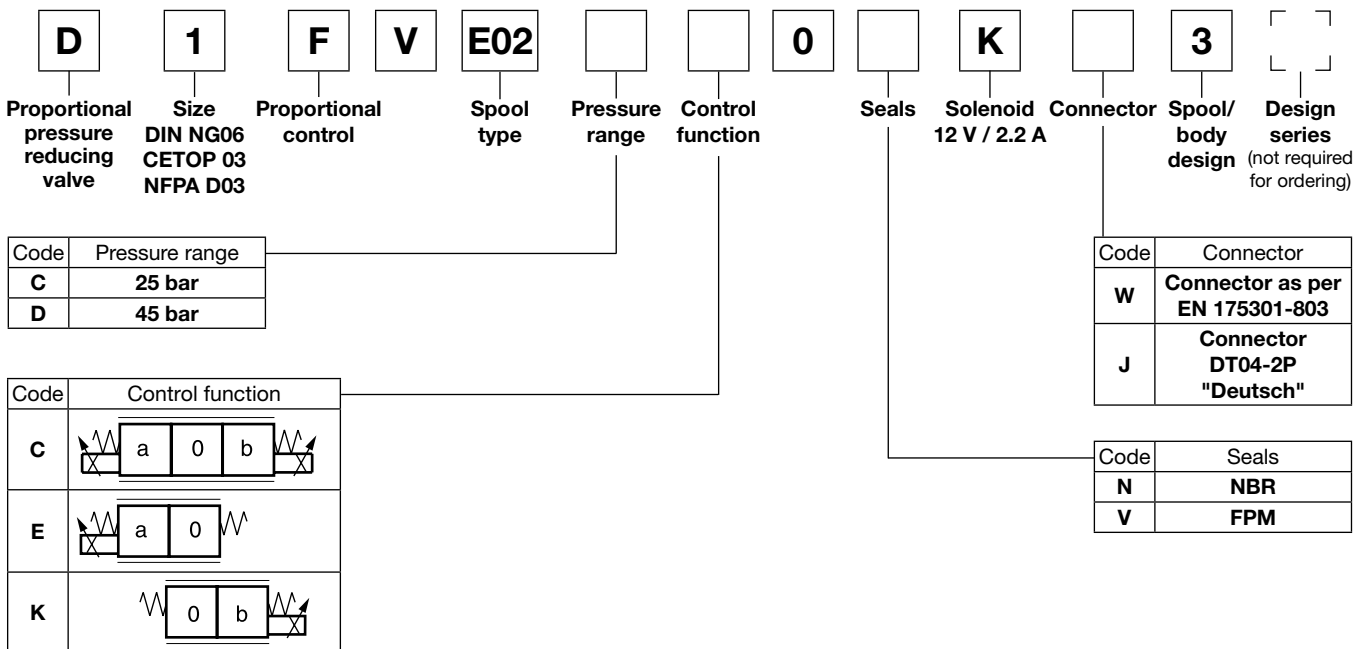 D 1 F V E02 0 K 3
Proportional pressure reducing valve
Size DIN NG06 CETOP 03 NFPA D03
Proportional control
Spool type
Pressure range
Control function
Seals
Solenoid 12 V / 2.2 A
Connector
Spool/ body design
Design series (not required for ordering)
Code Pressure range
C 25 bar
D 45 bar
Code Control function
C a 0 b
E a 0
K 0 b
Code Connector
W Connector as per EN 175301-803
J Connector DT04-2P "Deutsch"
Code Seals
N NBR
V FPM